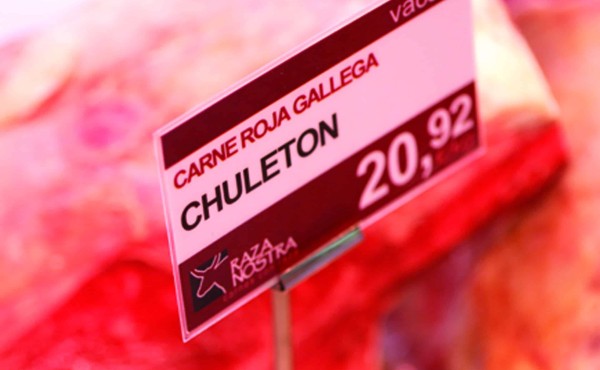 CARNE ROJA GALLEGA
CHULETON
20,92
RAZA
NOSTRA